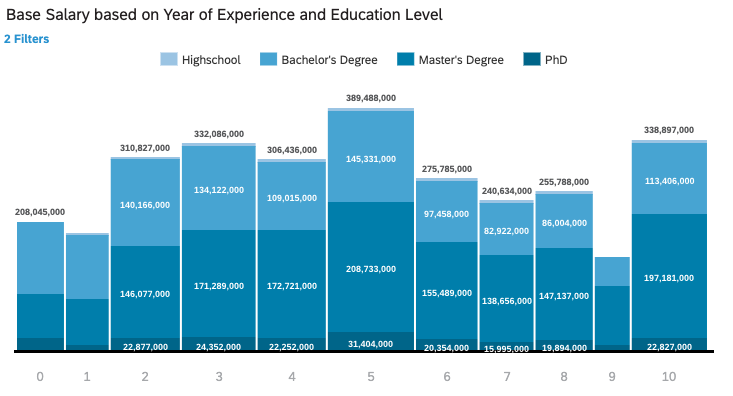 Base Salary based on Year of Experience and Education Level
2 Filters
Highschool Bachelor's Degree Master's Degree PhD
389,488,000
332,086,000 338,897,000
310,827,000 306,436,000
145,331,000
275,785,000
134,122,000 255,788,000 113,406,000
140,166,000 109,015,000 240,634,000
208,045,000 97,458,000 86,004,000
82,922,000
208,733,000
171,289,000 172,721,000 197,181,000
146,077,000 155,489,000 138,656,000 147,137,000
22,877,000 24,352,000 22,252,000 31,404,000 20,354,000 15,995,000 19,894,000 22,827,000
0 1 2 3 4 5 6 7 8 9 10